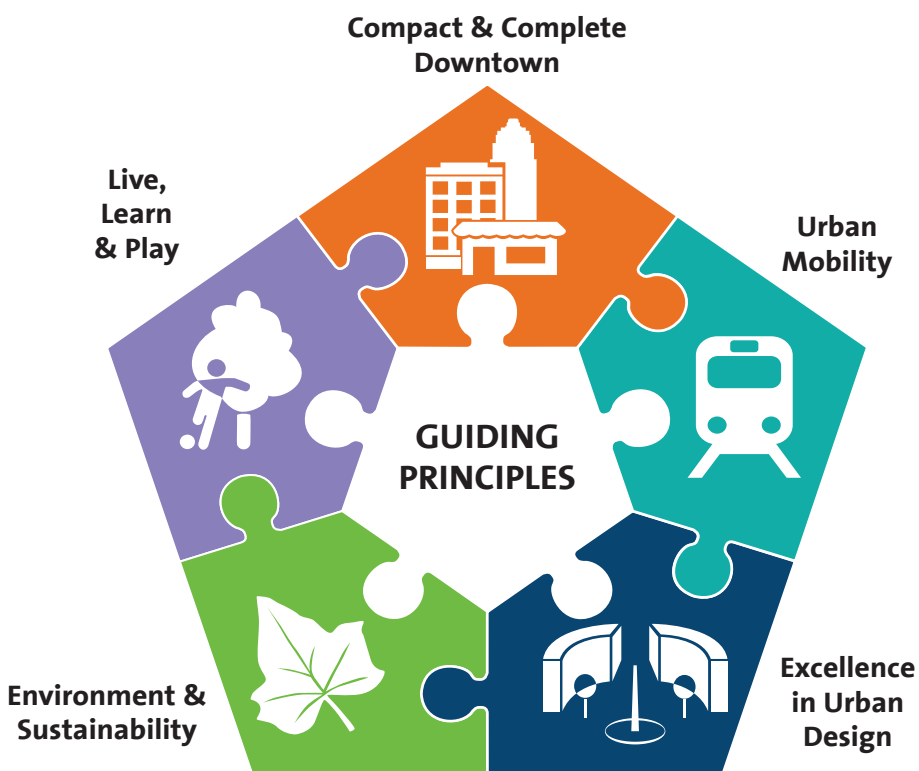 Compact & Complete
Downtown
Live,
Learn
& Play
Urban
Mobility
GUIDING
PRINCIPLES
Environment &
Sustainability
Excellence
in Urban
Design